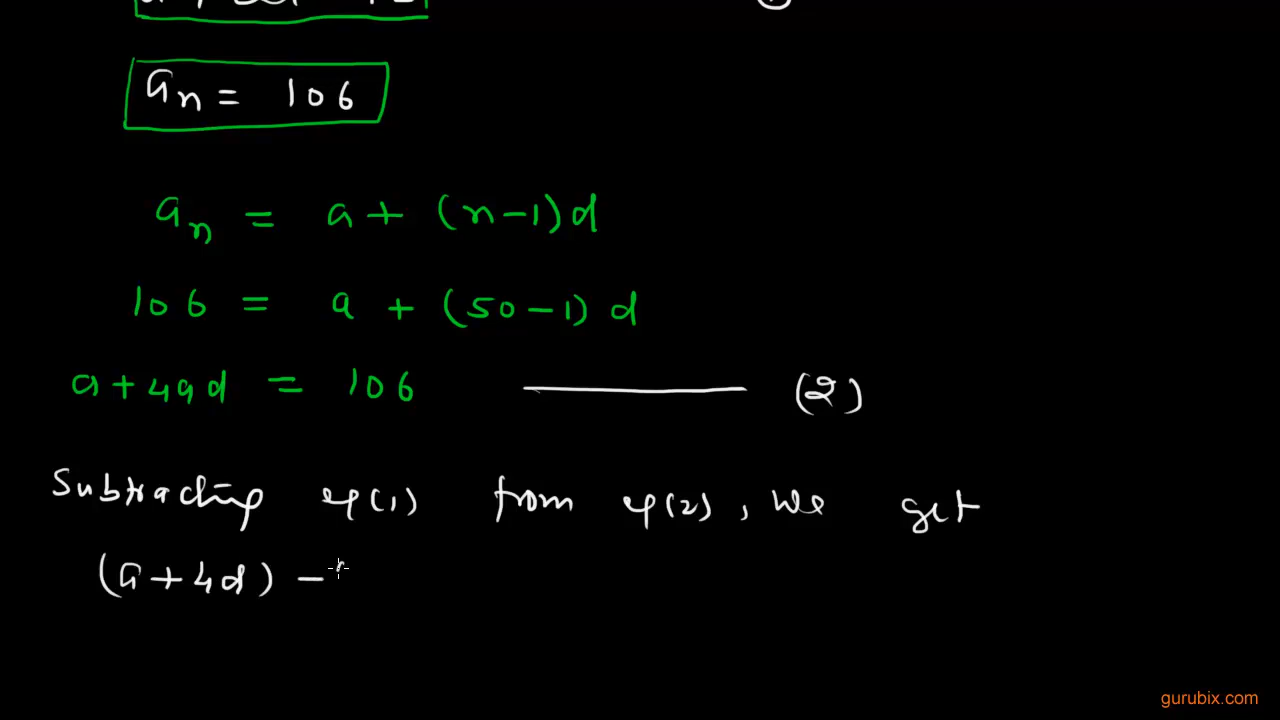 aₙ = 106
aₙ = a + (n-1)d
106 = a + (50-1) d
a + 49d = 106 (2)
Subtracting eq(1) from eq(2), we get
(a+4d) -
gurubix.com